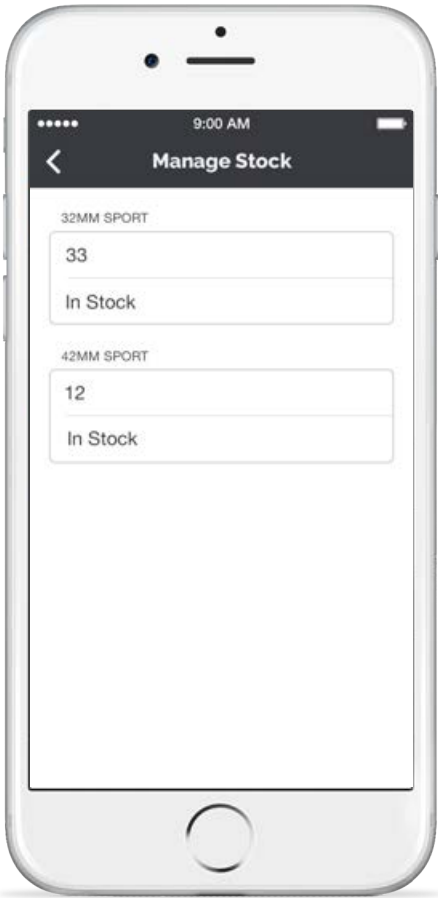 9:00 AM
Manage Stock
32MM SPORT
33
In Stock
42MM SPORT
12
In Stock